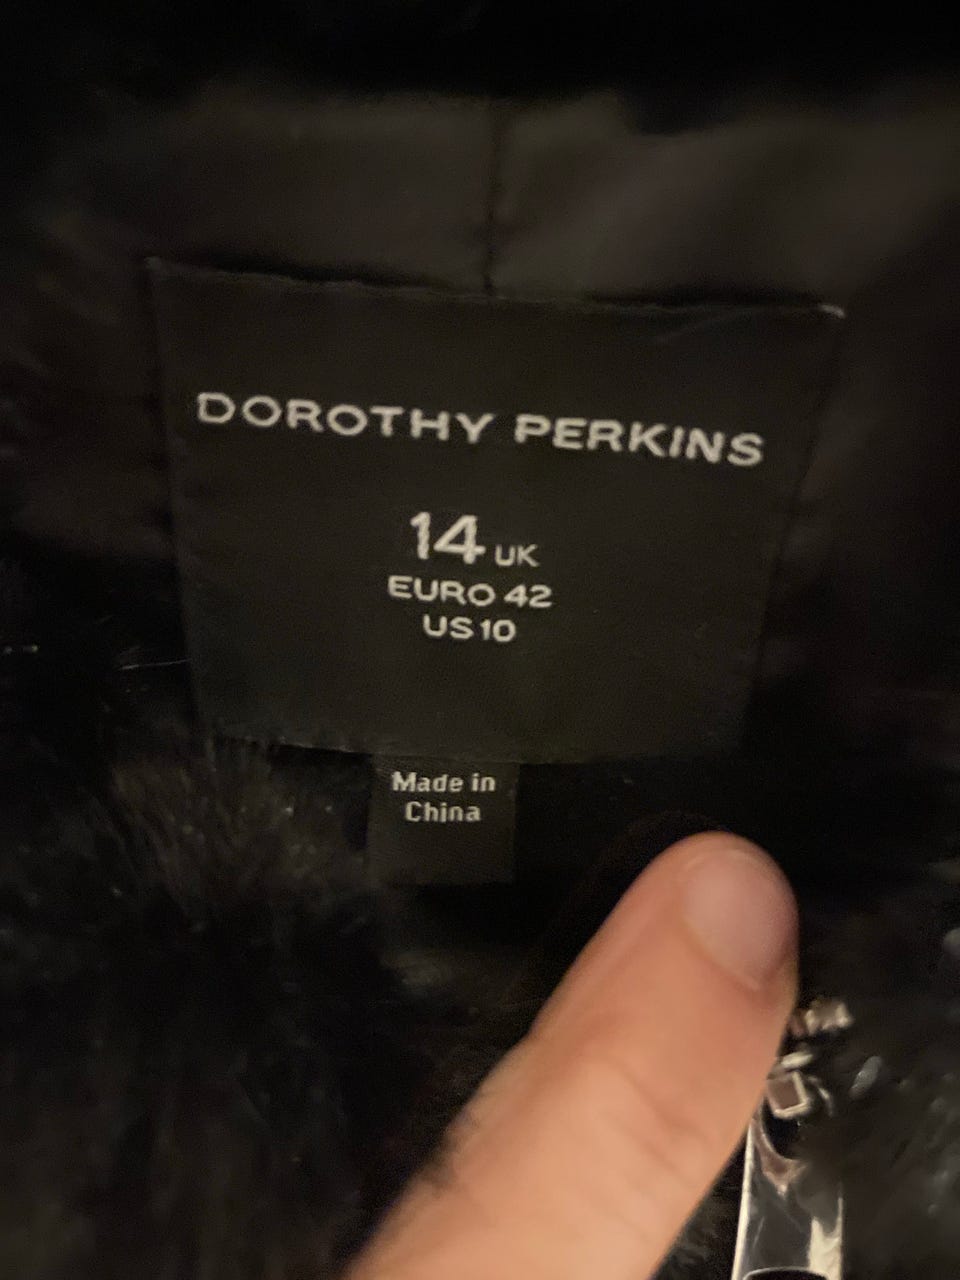 DOROTHY PERKINS
14 UK
EURO 42
US 10
Made in
China